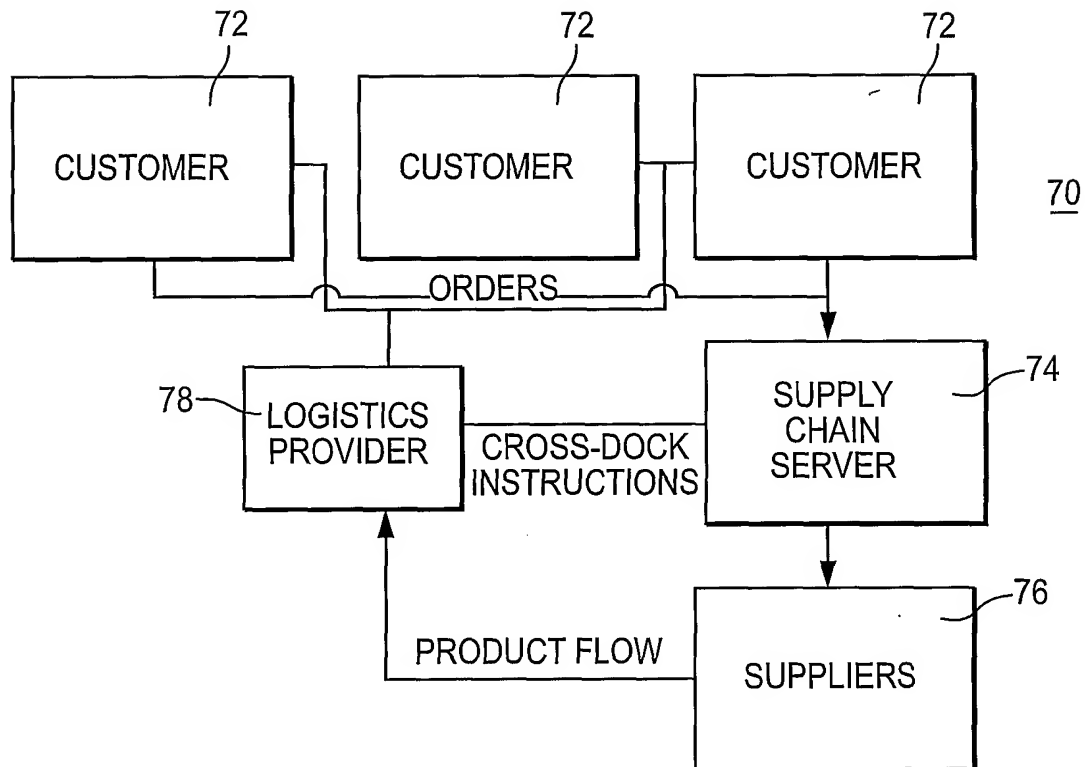 72
72
72
CUSTOMER
CUSTOMER
CUSTOMER
70
ORDERS
78
LOGISTICS
PROVIDER
CROSS-DOCK
INSTRUCTIONS
SUPPLY
CHAIN
SERVER
74
PRODUCT FLOW
SUPPLIERS
76